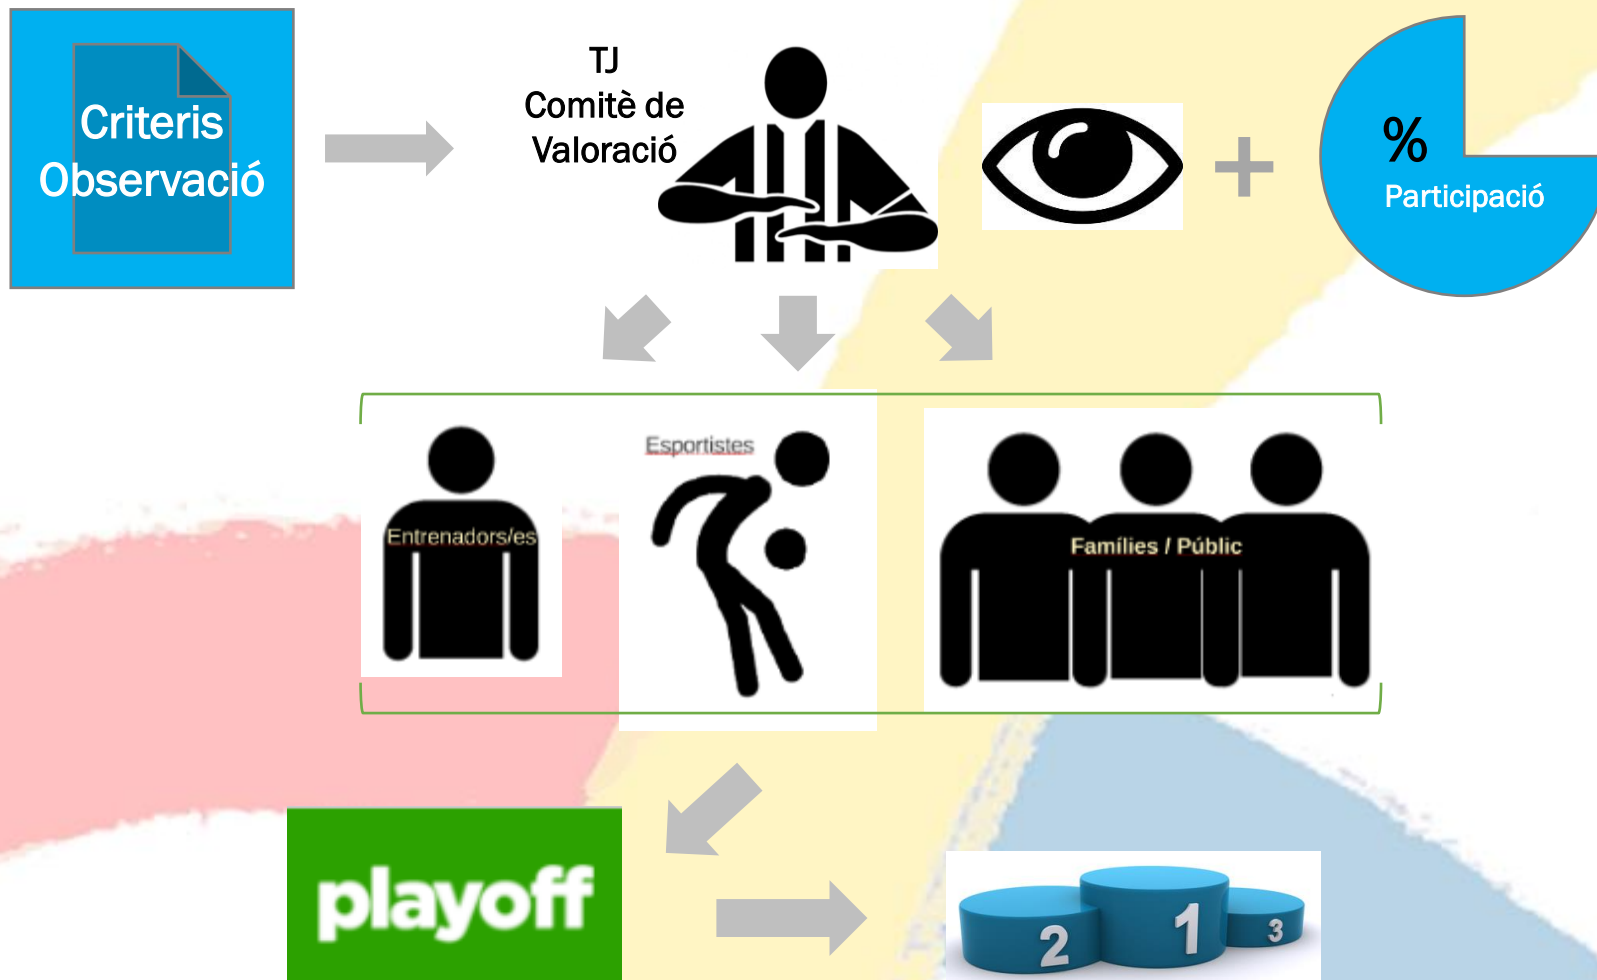 Criteris
Observació
TJ
Comitè de
Valoració
%
Participació
Entrenadors/es
Esportistes
Famílies / Públic
playoff
2
1
3